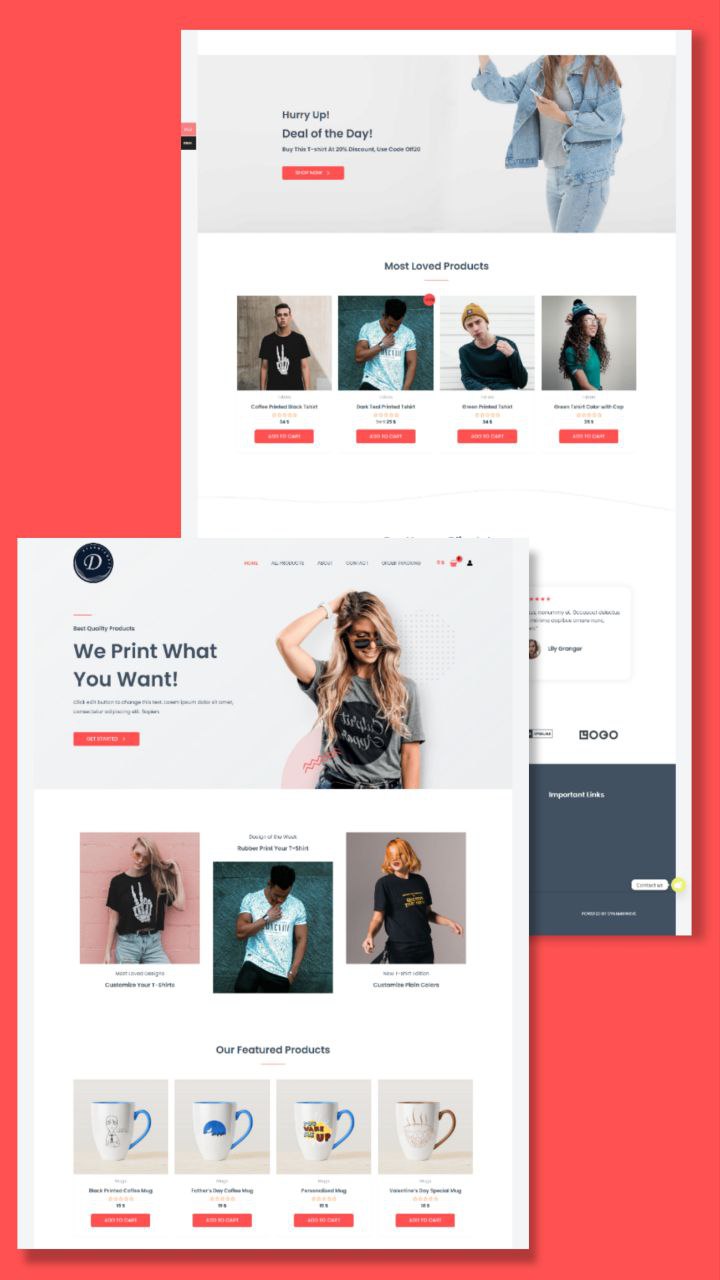 Hurry Up!
Deal of the Day!
Buy This T-shirt At 20% Discount, Use Code Off20
SHOP NOW
Most Loved Products
Coffee Printed Black Tshirt
Dark Teal Printed Tshirt
Green Printed Tshirt
Green Tshirt Color with Cap
34 $
25 $
34 $
ADD TO CART
ADD TO CART
ADD TO CART
ADD TO CART
Lily Granger
LOGO
Important Links
Contact us
D
HOME
ALL PRODUCTS
ABOUT
CONTACT
ORDER TRACKING
Best Quality Products
We Print What
You Want!
Click edit button to change this text. Lorem ipsum dolor sit amet,
consectetur adipiscing elit. Sapien.
GET STARTED
Design of the Week
Rubber Print Your T-Shirt
Most Loved Designs
Customize Your T-Shirts
New T-Shirt Edition
Customize Plain Colors
Our Featured Products
WAKE
UP
Mugs
Mugs
Mugs
Mugs
Black Printed Coffee Mug
Father's Day Coffee Mug
Personalised Mug
Valentine's Day Special Mug
ADD TO CART
ADD TO CART
ADD TO CART
ADD TO CART